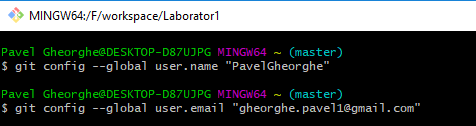 MINGW64:/F/workspace/Laborator1
Pavel Gheorghe@DESKTOP-D87UJPG MINGW64 ~ (master)
$ git config --global user.name "PavelGheorghe"
Pavel Gheorghe@DESKTOP-D87UJPG MINGW64 ~ (master)
$ git config --global user.email "gheorghe.pavel1@gmail.com"